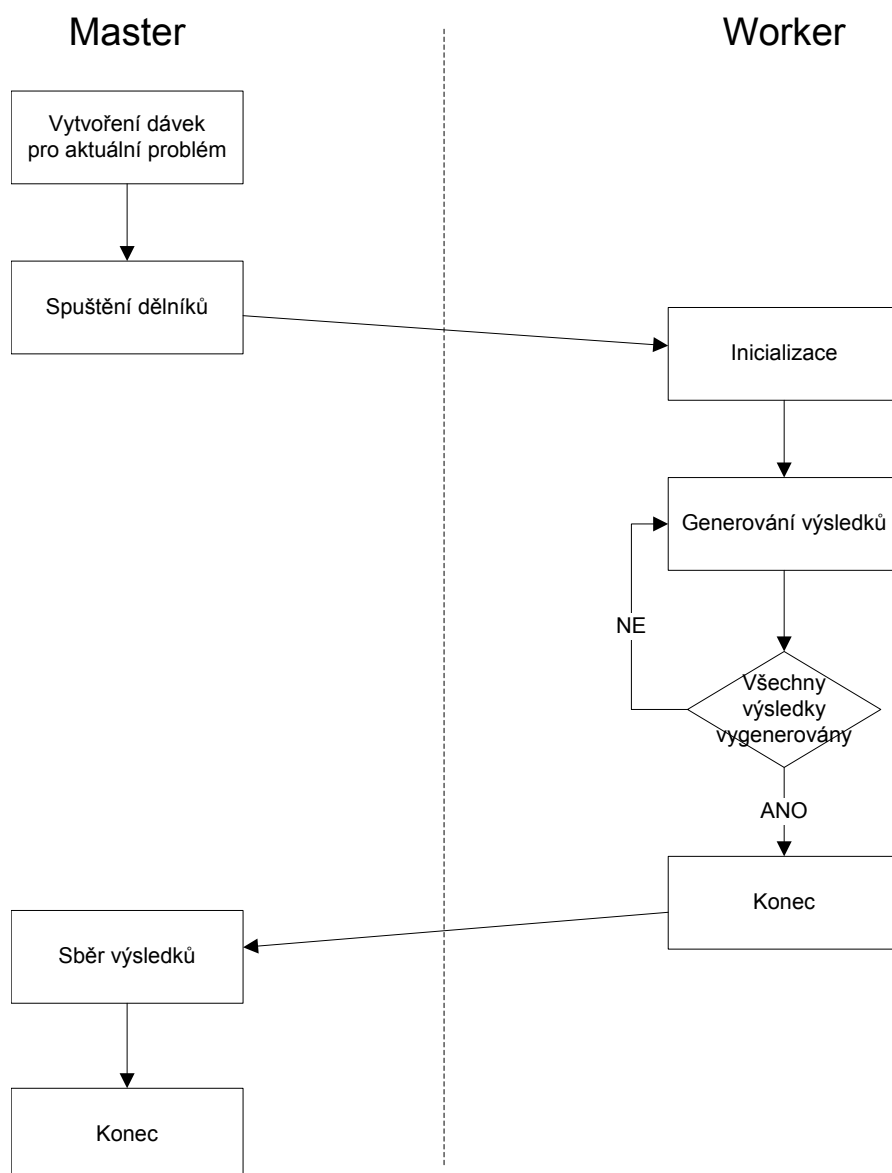 Master
Worker
Vytvoření dávek
pro aktuální problém
Spuštění dělníků
Inicializace
Generování výsledků
NE
Všechny
výsledky
vygenerovány
ANO
Konec
Sběr výsledků
Konec